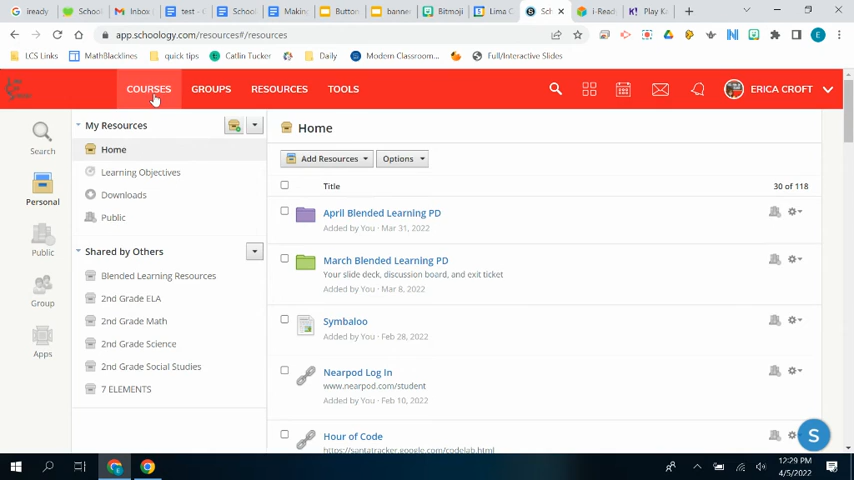 iready
School
Inbox (
test - G
School
Making
Button
banner
Bitmoji
Lima C
Sch
i-Read
Play Ka
app.schoology.com/resources#/resources
LCS Links
MathBlacklines
quick tips
Catlin Tucker
Daily
Modern Classroom...
Full/Interactive Slides
COURSES
GROUPS
RESOURCES
TOOLS
ERICA CROFT
Search
Personal
Public
Group
Apps
My Resources
Home
Learning Objectives
Downloads
Public
Shared by Others
Blended Learning Resources
2nd Grade ELA
2nd Grade Math
2nd Grade Science
2nd Grade Social Studies
7 ELEMENTS
Home
Add Resources
Options
Title
30 of 118
April Blended Learning PD
Added by You · Mar 31, 2022
March Blended Learning PD
Your slide deck, discussion board, and exit ticket
Added by You · Mar 8, 2022
Symbaloo
Added by You · Feb 28, 2022
Nearpod Log In
www.nearpod.com/student
Added by You · Feb 10, 2022
Hour of Code
santatracker.google.com/codelab.html
S
12:29 PM
4/5/2022